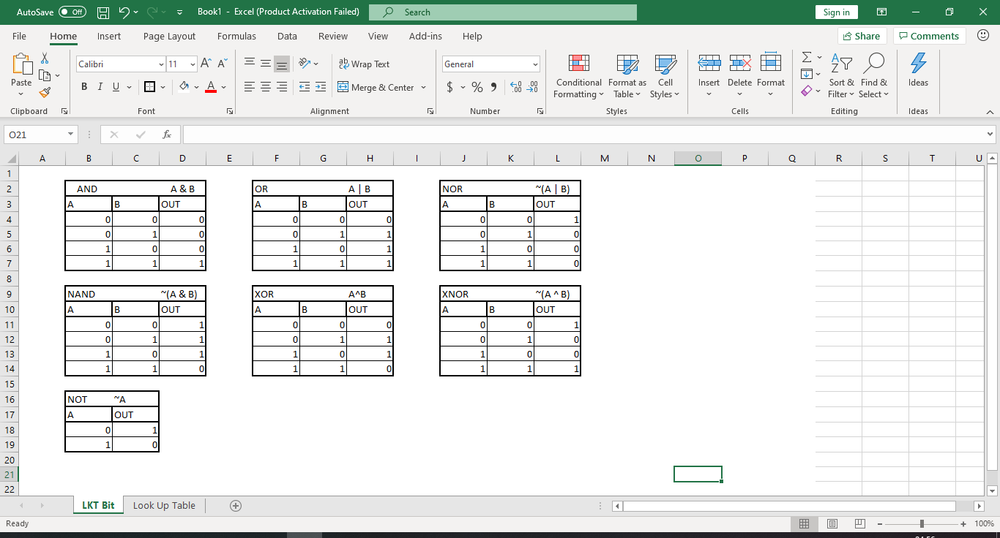 AutoSave Off Book1 - Excel (Product Activation Failed) Search Sign in
File Home Insert Page Layout Formulas Data Review View Add-ins Help Share Comments
Paste
Calibri 11
B I U A
A A
ab Wrap Text
Merge & Center
General
$ % 9
Conditional Formatting
Format as Table
Cell Styles
Insert Delete Format
Sort & Filter
Find & Select
Ideas
Clipboard Font Alignment Number Styles Cells Editing Ideas
O21 fx
A B C D E F G H I J K L M N O P Q R S T U
1
2 AND A & B OR A | B NOR ~(A | B)
3 A B OUT A B OUT A B OUT
4 0 0 0 0 0 0 0 0 1
5 0 1 0 0 1 1 0 1 0
6 1 0 0 1 0 1 1 0 0
7 1 1 1 1 1 1 1 1 0
8
9 NAND ~(A & B) XOR A^B XNOR ~(A ^ B)
10 A B OUT A B OUT A B OUT
11 0 0 1 0 0 0 0 0 1
12 0 1 1 0 1 1 0 1 0
13 1 0 1 1 0 1 1 0 0
14 1 1 0 1 1 0 1 1 1
15
16 NOT ~A
17 A OUT
18 0 1
19 1 0
20
21
22
LKT Bit Look Up Table
Ready 100%